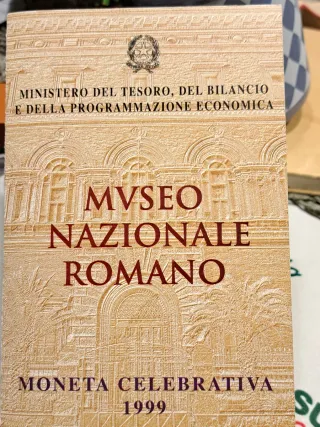 MINISTERO DEL TESORO, DEL BILANCIO
E DELLA PROGRAMMAZIONE ECONOMICA
MVSEO
NAZIONALE
ROMANO
MONETA CELEBRATIVA
1999